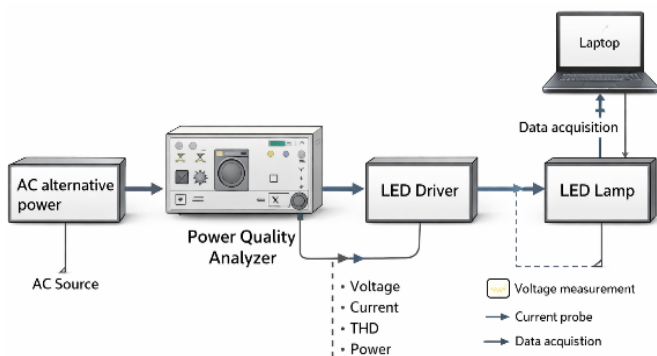 Laptop
Data acquisition
AC alternative
power
LED Driver
LED Lamp
Power Quality
Analyzer
AC Source
• Voltage
• Current
• THD
• Power
Voltage measurement
Current probe
Data acquistion